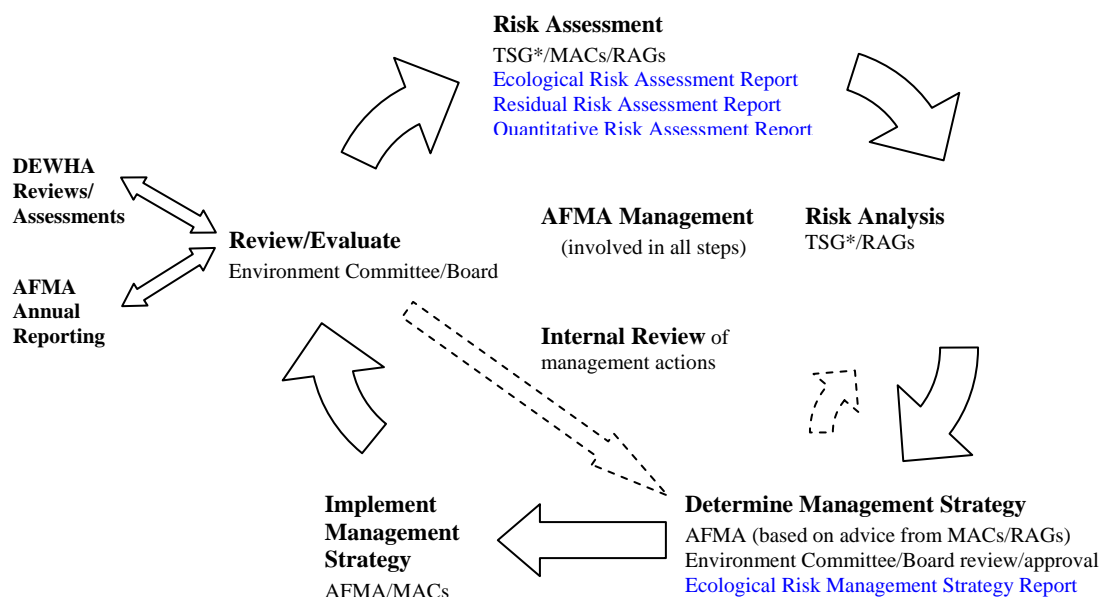 Risk Assessment
TSG*/MACs/RAGs
Ecological Risk Assessment Report
Residual Risk Assessment Report
Quantitative Risk Assessment Report
DEWHA
Reviews/
Assessments
AFMA
Annual
Reporting
Review/Evaluate
Environment Committee/Board
AFMA Management
(involved in all steps)
Risk Analysis
TSG*/RAGs
Internal Review of
management actions
Implement
Management
Strategy
AFMA/MACs
Determine Management Strategy
AFMA (based on advice from MACs/RAGs)
Environment Committee/Board review/approval
Ecological Risk Management Strategy Report